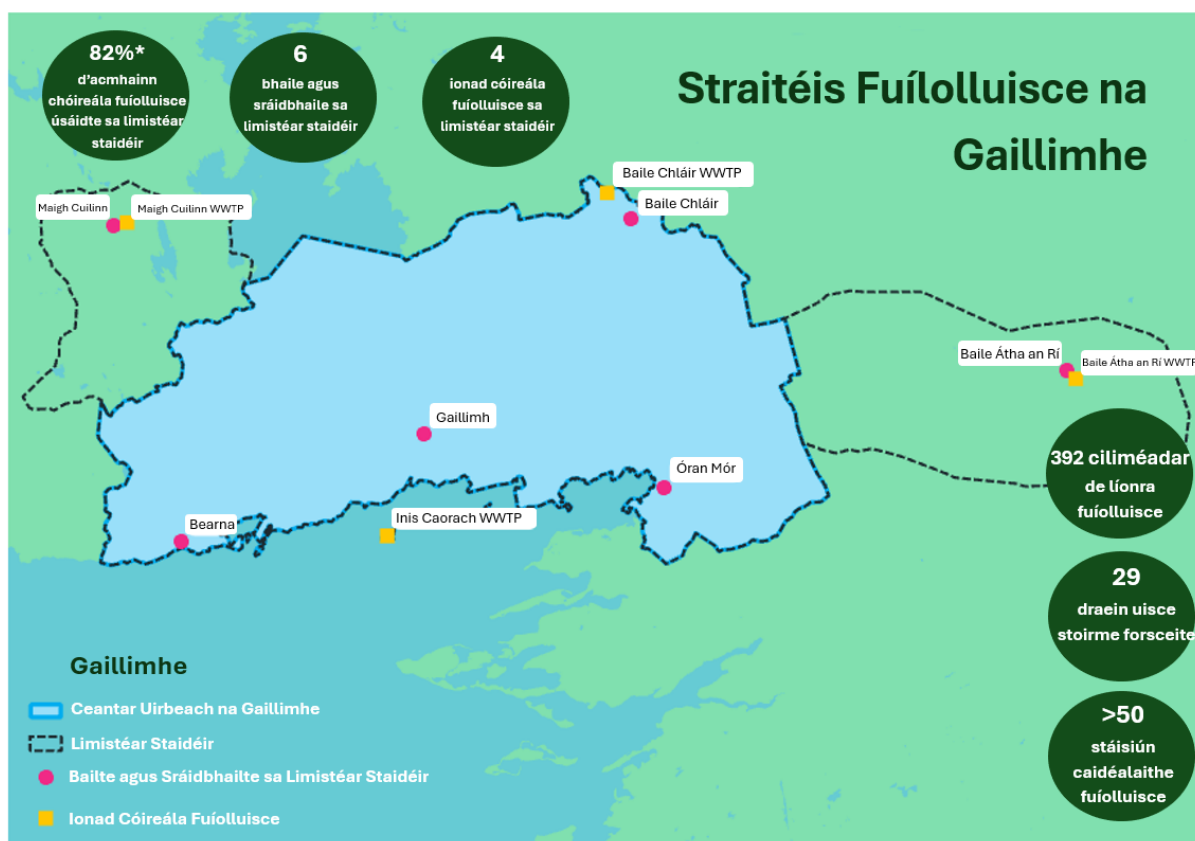 82%*
d'acmhainn
chóireála fuíolluisce
úsáidte sa limistéar
staidéir
6
bhaile agus
sráidbhaile sa
limistéar staidéir
4
ionad cóireála
fuíolluisce sa
limistéar staidéir
Straitéis Fuílolluisce na
Gaillimhe
Baile Chláir WWTP
Baile Chláir
Maigh Cuilinn
Maigh Cuilinn WWTP
Baile Átha an Rí
Baile Átha an Rí WWTP
Gaillimh
Óran Mór
Inis Caorach WWTP
Bearna
392 ciliméadar
de líonra
fuíolluisce
29
draein uisce
stoirme forsceite
>50
stáisiún
caidéalaithe
fuíolluisce
Gaillimhe
Ceantar Uirbeach na Gaillimhe
Limistéar Staidéir
Bailte agus Sráidbhailte sa Limistéar Staidéir
Ionad Cóireála Fuíolluisce